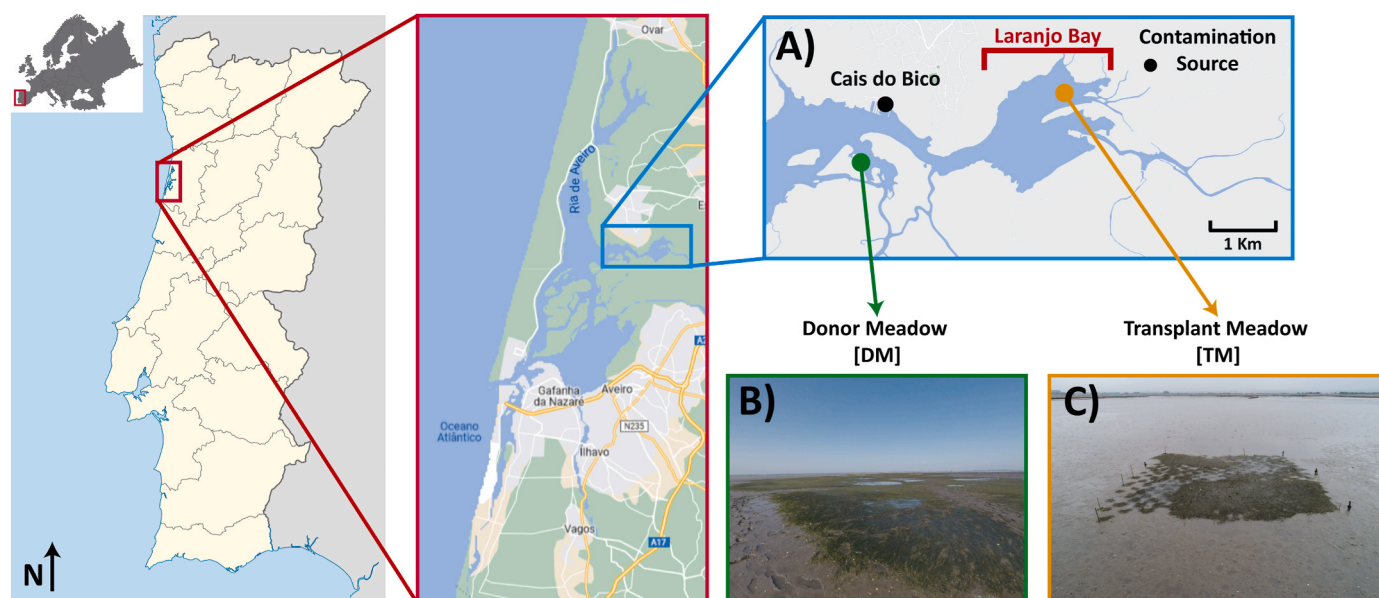 N
Ovar
Ria de Aveiro
Gafanha
da Nazaré
Aveiro
N235
Oceano
Atlântico
Ílhavo
Vagos
A17
A)
Laranjo Bay
Contamination
Source
Cais do Bico
1 Km
Donor Meadow
[DM]
Transplant Meadow
[TM]
B)
C)